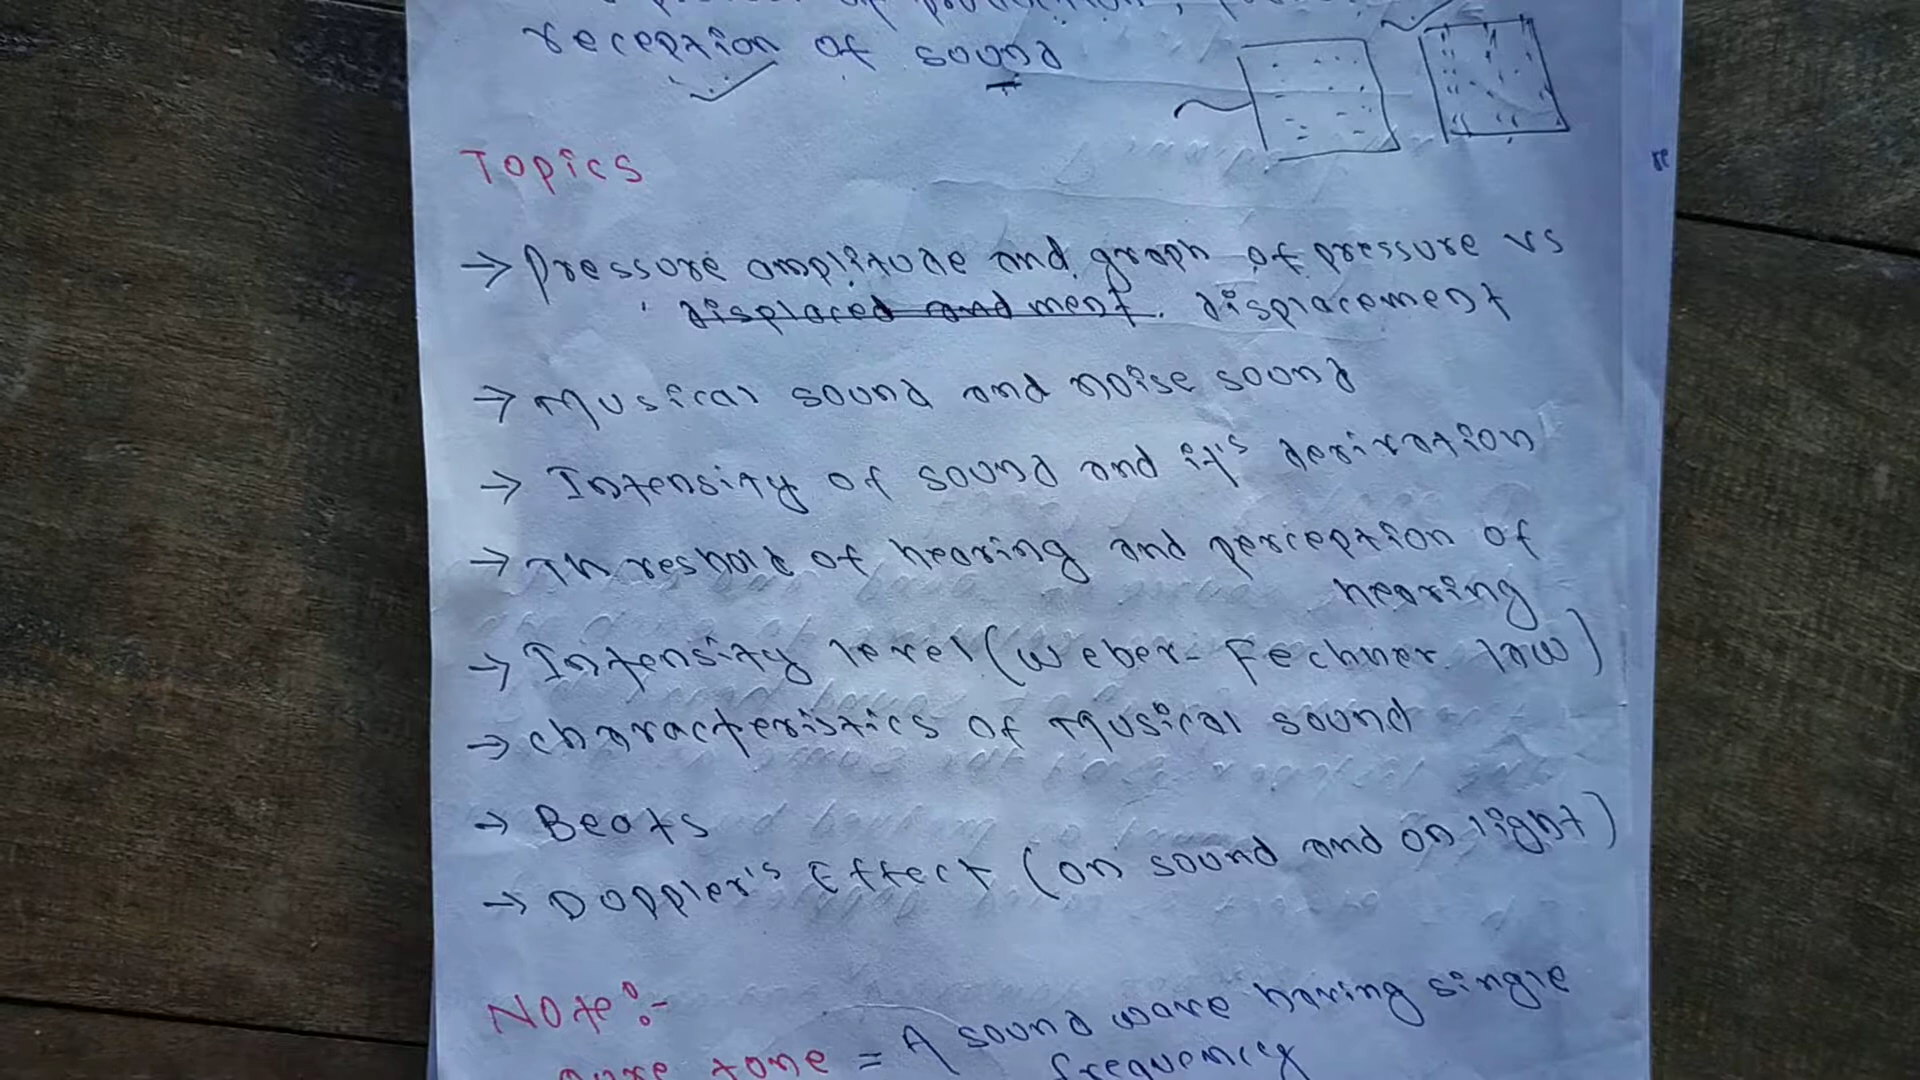 of
reception of sound
Topics
→ Pressure amplitude and graph of pressure vs
displaced and ment. displacement
→ Musical sound and noise sound
→ Intensity of sound and it's derivation
→ Threshold of hearing and perception of
hearing
→ Intensity level (Weber-Fechner law)
→ characteristics of Musical sound
→ Beats
→ Doppler's Effect (on sound and on light)
Note:-
pure tone = A sound wave having single
frequency